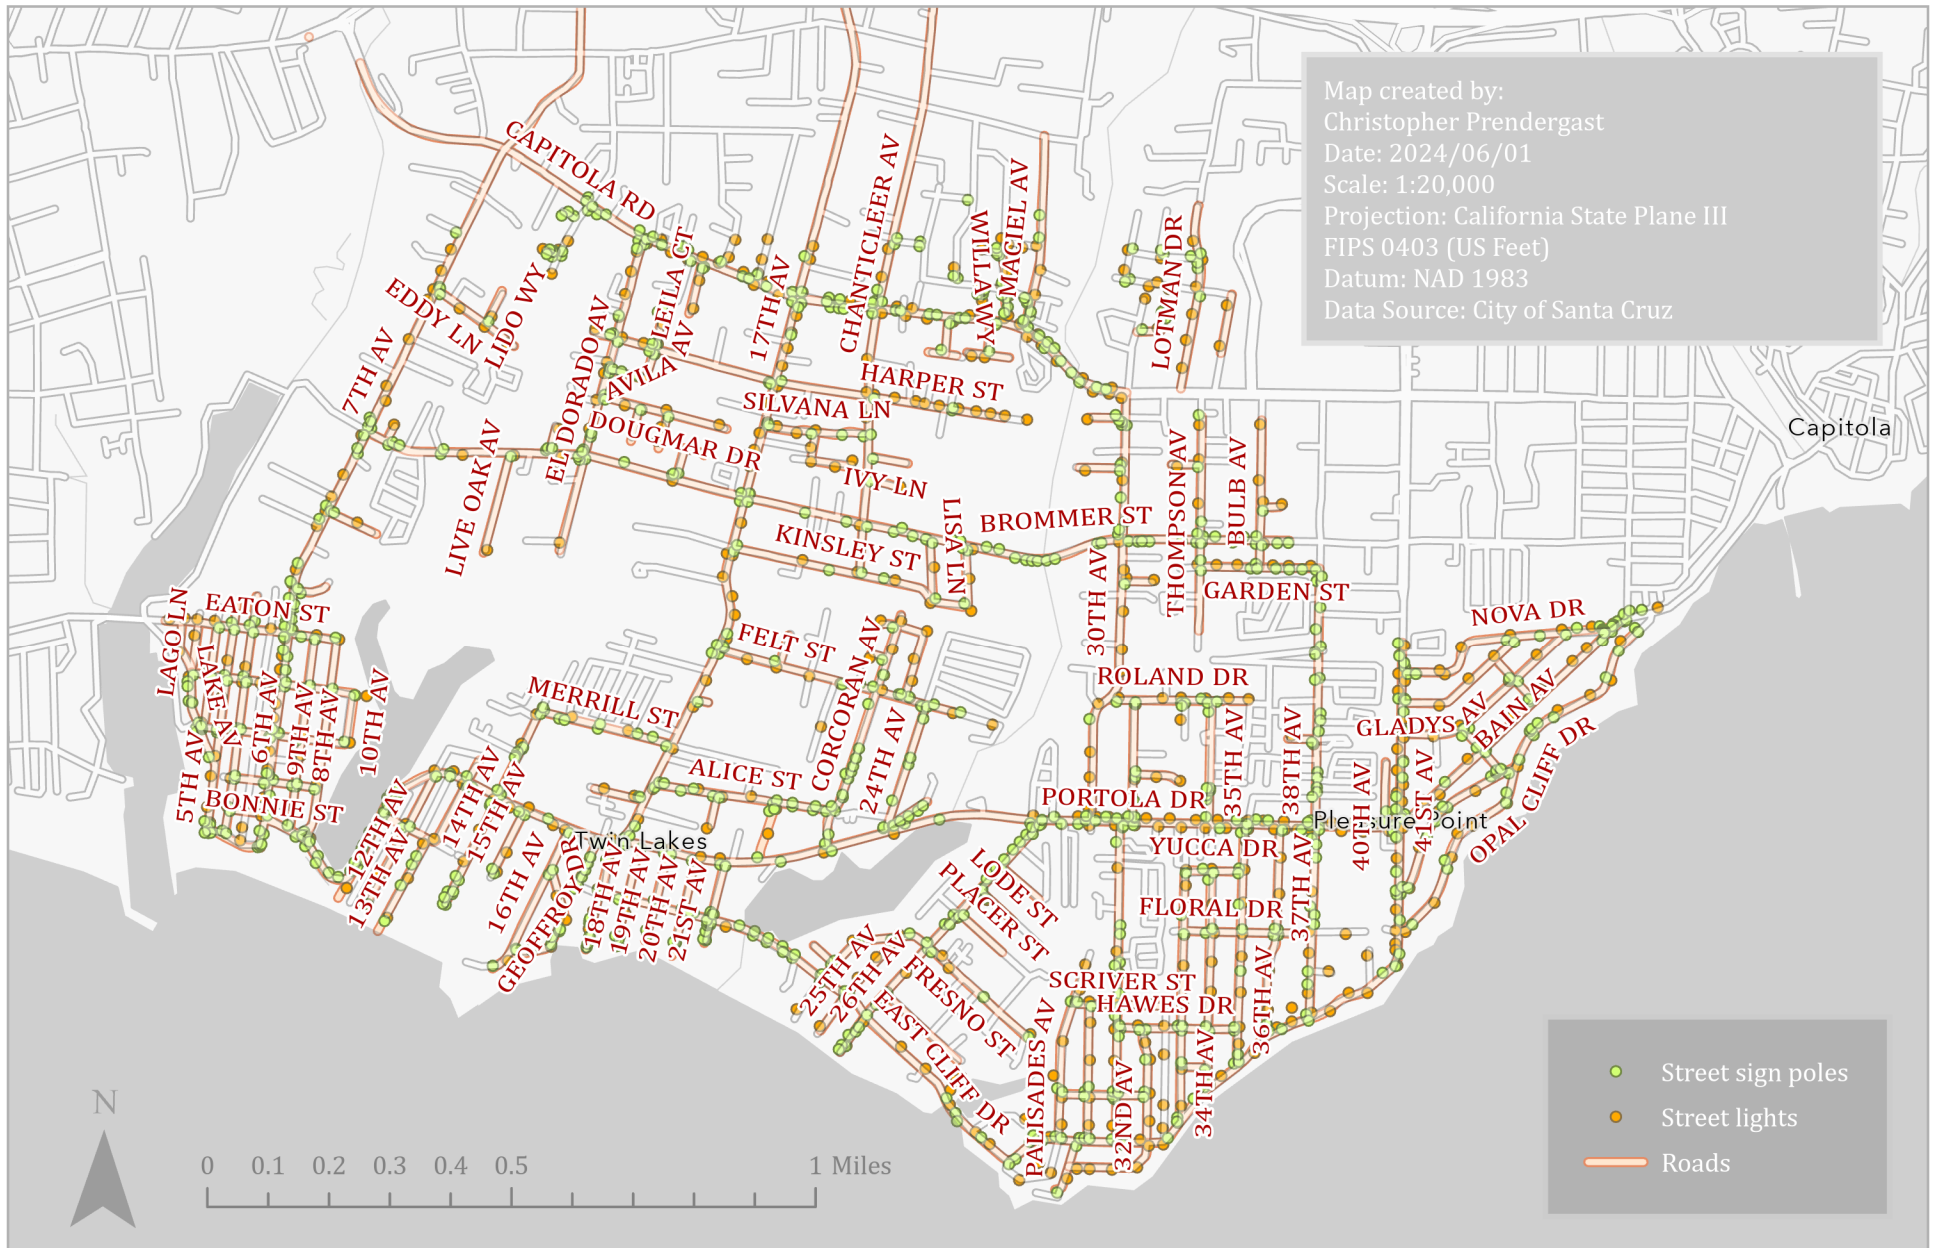 Map created by:
Christopher Prendergast
Date: 2024/06/01
Scale: 1:20,000
Projection: California State Plane III
FIPS 0403 (US Feet)
Datum: NAD 1983
Data Source: City of Santa Cruz
CAPITOLA RD
CHANTICLEER AV
MACIEL AV
WILLA WY
LOTMAN DR
LEILA CT
17TH AV
LIDO WY
EDDY LN
7TH AV
EL DORADO AV
AVILA AV
HARPER ST
SILVANA LN
DOUGMAR DR
IVY LN
LIVE OAK AV
LISA LN
BROMMER ST
THOMPSON AV
BULB AV
Capitola
KINSLEY ST
30TH AV
GARDEN ST
LAGO LN
EATON ST
NOVA DR
LAKE AV
6TH AV
9TH AV
8TH AV
10TH AV
5TH AV
BONNIE ST
FELT ST
MERRILL ST
CORCORAN AV
24TH AV
ALICE ST
ROLAND DR
35TH AV
38TH AV
GLADYS AV
BAIN AV
OPAL CLIFF DR
40TH AV
41ST AV
PORTOLA DR
Pleasure Point
YUCCA DR
37TH AV
12TH AV
13TH AV
14TH AV
15TH AV
16TH AV
Twin Lakes
GEOFFROY DR
18TH AV
19TH AV
20TH AV
21ST AV
LODE ST
PLACER ST
FLORAL DR
25TH AV
26TH AV
FRESNO ST
EAST CLIFF DR
SCRIVER ST
HAWES DR
36TH AV
PALISADES AV
32ND AV
34TH AV
N
0 0.1 0.2 0.3 0.4 0.5 1 Miles
Street sign poles
Street lights
Roads